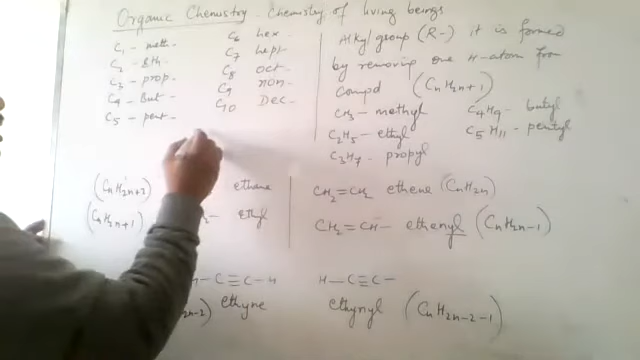 Organic Chemistry - Chemistry of living beings
C1 - meth -
C2 - Eth -
C3 - prop -
C4 - But -
C5 - pent -
C6 hex -
C7 hept -
C8 oct -
C9 non -
C10 Dec -
Alkyl group (R-) it is formed
by removing one H-atom from
compd (CnH2n+1)
CH3 - methyl
C2H5 - ethyl
C3H7 - propyl
C4H9 - butyl
C5H11 - pentyl
(CnH2n+2) ethane
(CnH2n+1) - ethyl
CH2=CH2 ethene (CnH2n)
CH2=CH- ethenyl (CnH2n-1)
H-C≡C-H
ethyne
H-C≡C-
ethynyl (CnH2n-2-1)